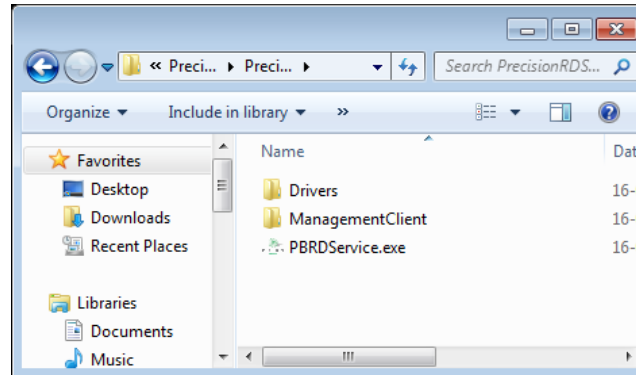 « Preci... Preci...
Search PrecisionRDS...
Organize Include in library »
Favorites
Desktop
Downloads
Recent Places
Libraries
Documents
Music
Name Dat
Drivers 16-
ManagementClient 16-
PBRDService.exe 16-